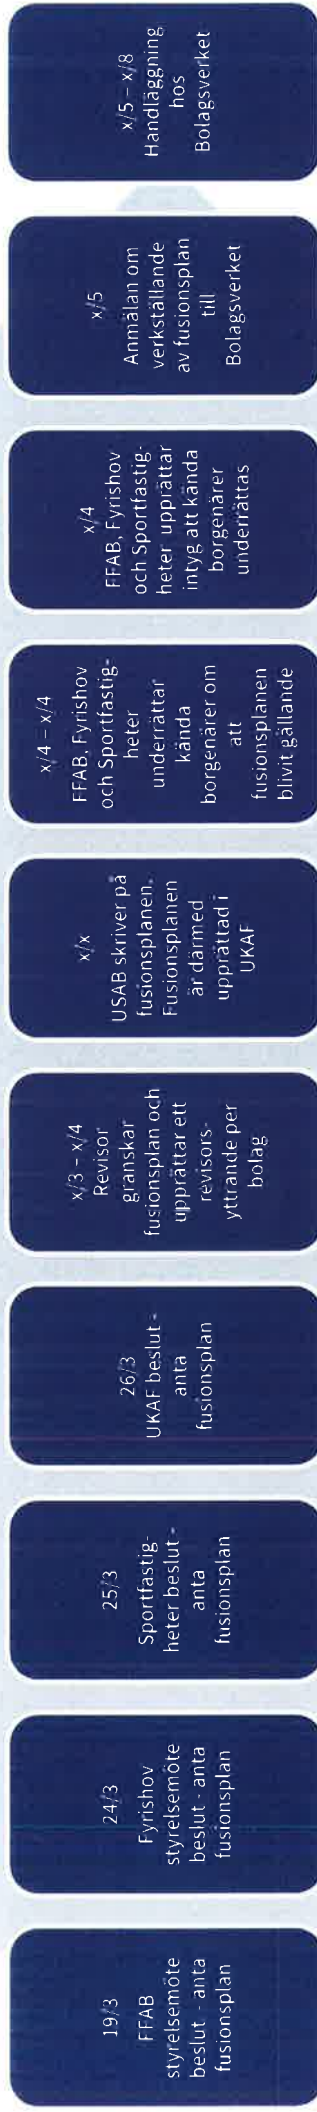 19/3
FFAB
styrelsemöte
beslut - anta
fusionsplan
24/3
Fyrishov
styrelsemöte
beslut - anta
fusionsplan
25/3
Sportfastig-
heter beslut -
anta
fusionsplan
26/3
UKAF beslut -
anta
fusionsplan
x/3 – x/4
Revisor
granskar
fusionsplan och
upprättar ett
revisors-
yttrande per
bolag
x/x
USAB skriver på
fusionsplanen.
Fusionsplanen
är därmed
upprättad i
UKAF
x/4 – x/4
FFAB, Fyrishov
och Sportfastig-
heter
underrättar
kända
borgenärer om
att
fusionsplanen
blivit gällande
x/4
FFAB, Fyrishov
och Sportfastig-
heter upprättar
intyg att kända
borgenärer
underrättas
x/5
Anmälan om
verkställande
av fusionsplan
till
Bolagsverket
x/5 – x/8
Handläggning
hos
Bolagsverket